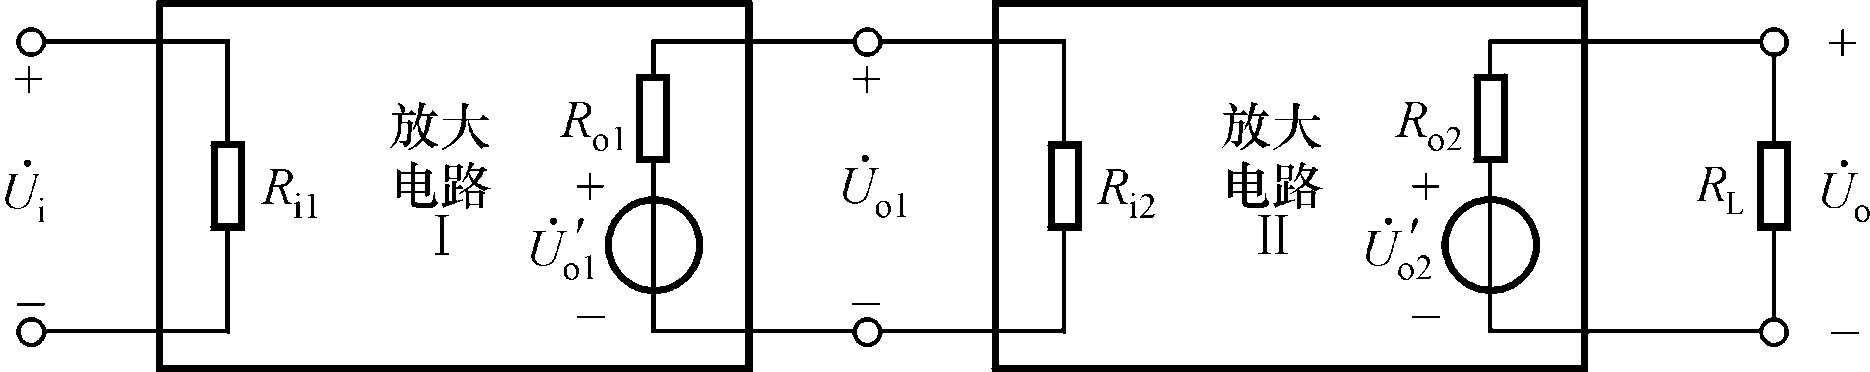 +
U̇i
−
Ri1
放大
电路
Ⅰ
Ro1
+
U̇′o1
−
+
U̇o1
−
Ri2
放大
电路
Ⅱ
Ro2
+
U̇′o2
−
RL
+
U̇o
−